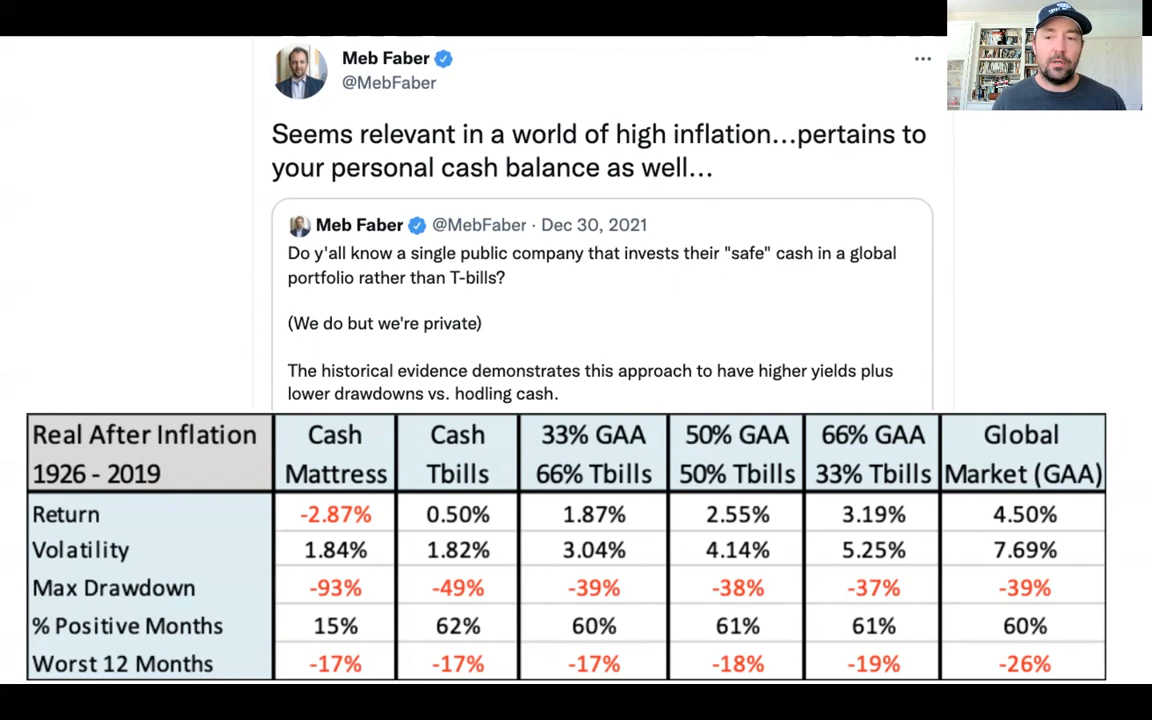 Meb Faber
@MebFaber
Seems relevant in a world of high inflation...pertains to
your personal cash balance as well...
Meb Faber @MebFaber · Dec 30, 2021
Do y'all know a single public company that invests their "safe" cash in a global
portfolio rather than T-bills?
(We do but we're private)
The historical evidence demonstrates this approach to have higher yields plus
lower drawdowns vs. hodling cash.
Real After Inflation Cash Cash 33% GAA 50% GAA 66% GAA Global
1926 - 2019 Mattress Tbills 66% Tbills 50% Tbills 33% Tbills Market (GAA)
Return -2.87% 0.50% 1.87% 2.55% 3.19% 4.50%
Volatility 1.84% 1.82% 3.04% 4.14% 5.25% 7.69%
Max Drawdown -93% -49% -39% -38% -37% -39%
% Positive Months 15% 62% 60% 61% 61% 60%
Worst 12 Months -17% -17% -17% -18% -19% -26%